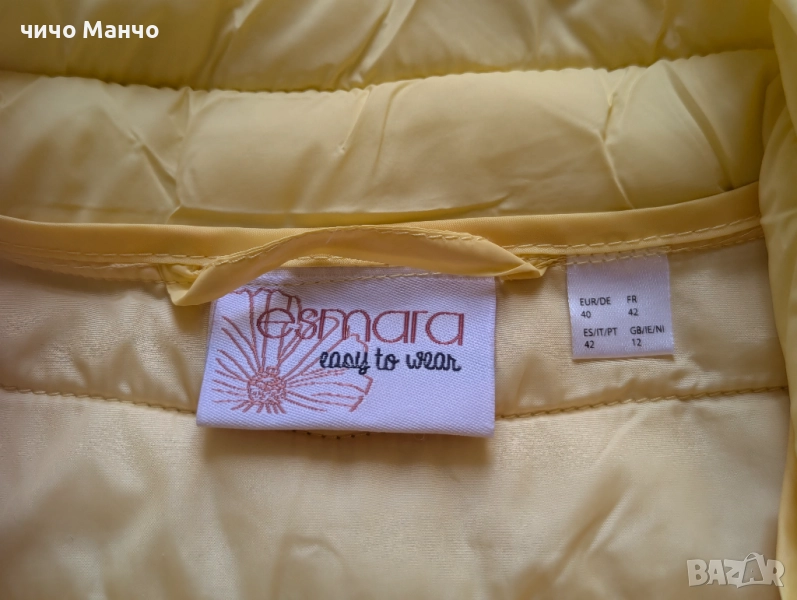 чичо Манчо
esmara
easy to wear
EUR/DE FR
40 42
ES/IT/PT GB/IE/NI
42 12
BAZAR